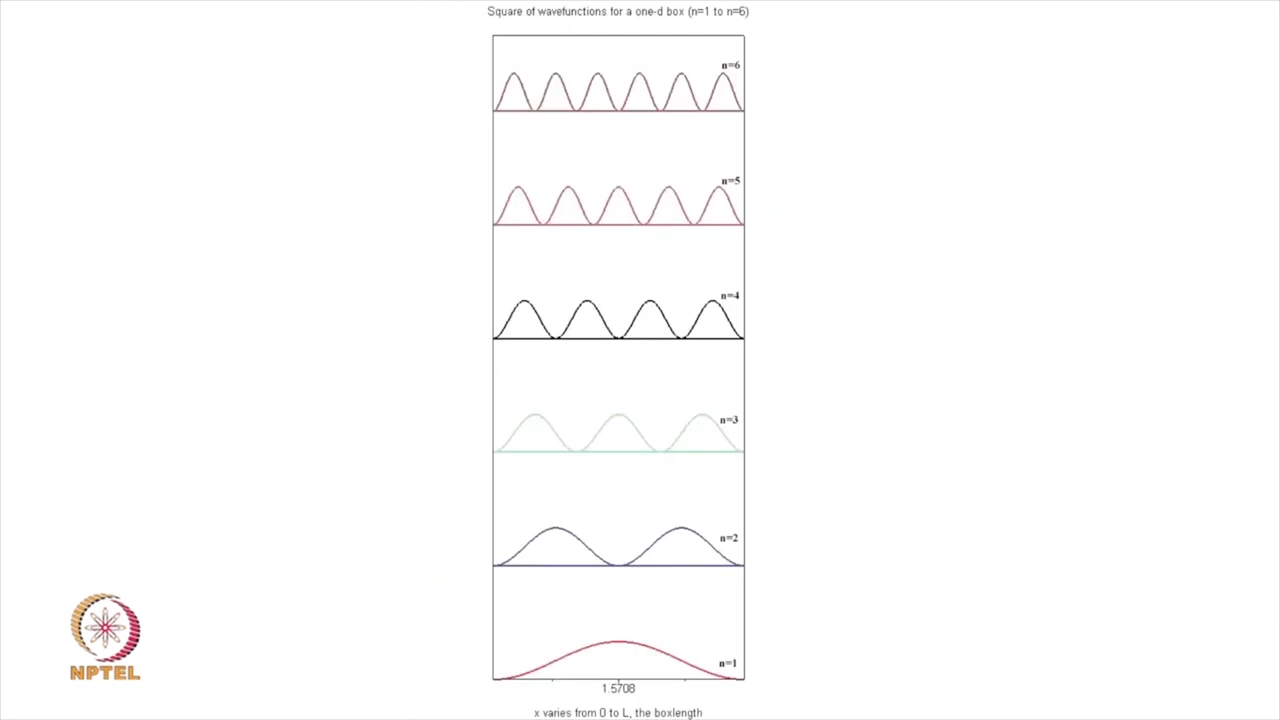 Square of wavefunctions for a one-d box (n=1 to n=6)
n=6
n=5
n=4
n=3
n=2
n=1
1.5708
x varies from 0 to L, the boxlength
NPTEL